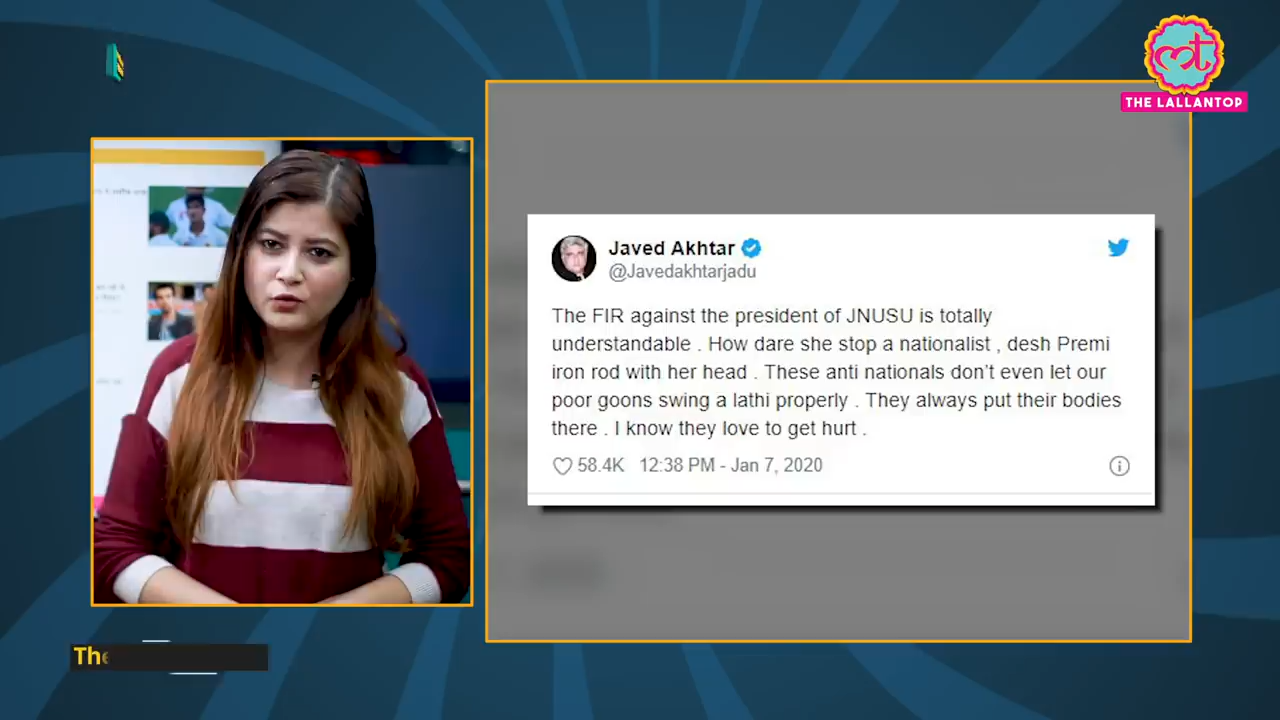 THE LALLANTOP
Javed Akhtar
@Javedakhtarjadu
The FIR against the president of JNUSU is totally
understandable . How dare she stop a nationalist , desh Premi
iron rod with her head . These anti nationals don't even let our
poor goons swing a lathi properly . They always put their bodies
there . I know they love to get hurt .
58.4K 12:38 PM - Jan 7, 2020
The